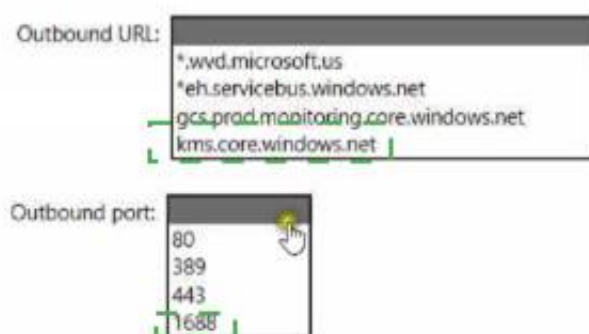 Outbound URL:
*.wvd.microsoft.us
*eh.servicebus.windows.net
gcs.prod.monitoring.core.windows.net
kms.core.windows.net
Outbound port:
80
389
443
1688